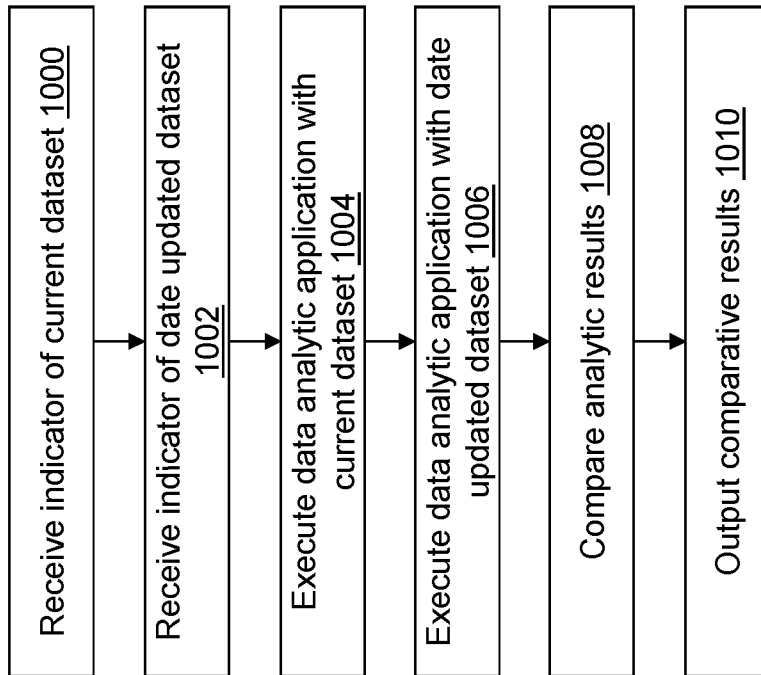 Receive indicator of current dataset 1000
Receive indicator of date updated dataset
1002
Execute data analytic application with
current dataset 1004
Execute data analytic application with date
updated dataset 1006
Compare analytic results 1008
Output comparative results 1010